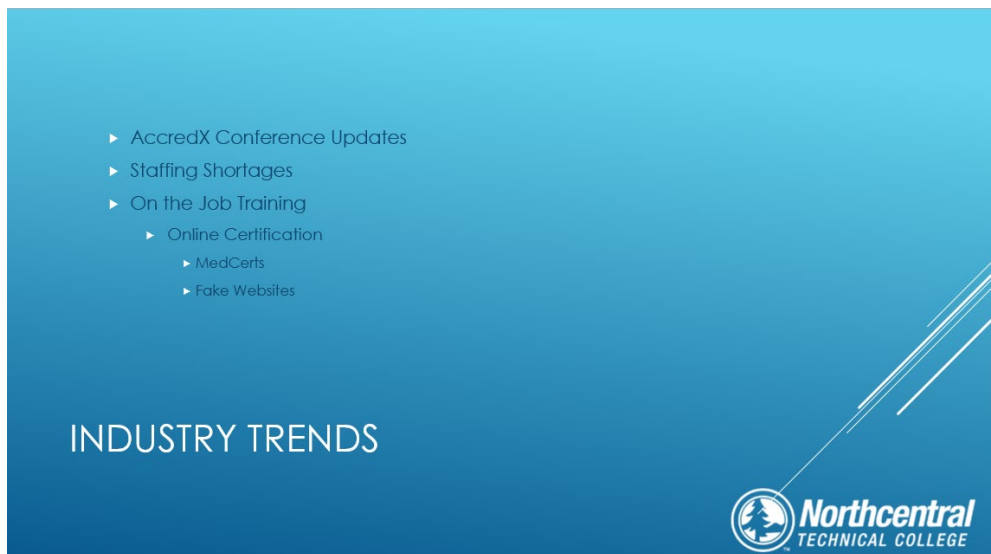 AccredX Conference Updates
Staffing Shortages
On the Job Training
Online Certification
MedCerts
Fake Websites
INDUSTRY TRENDS
Northcentral
TECHNICAL COLLEGE